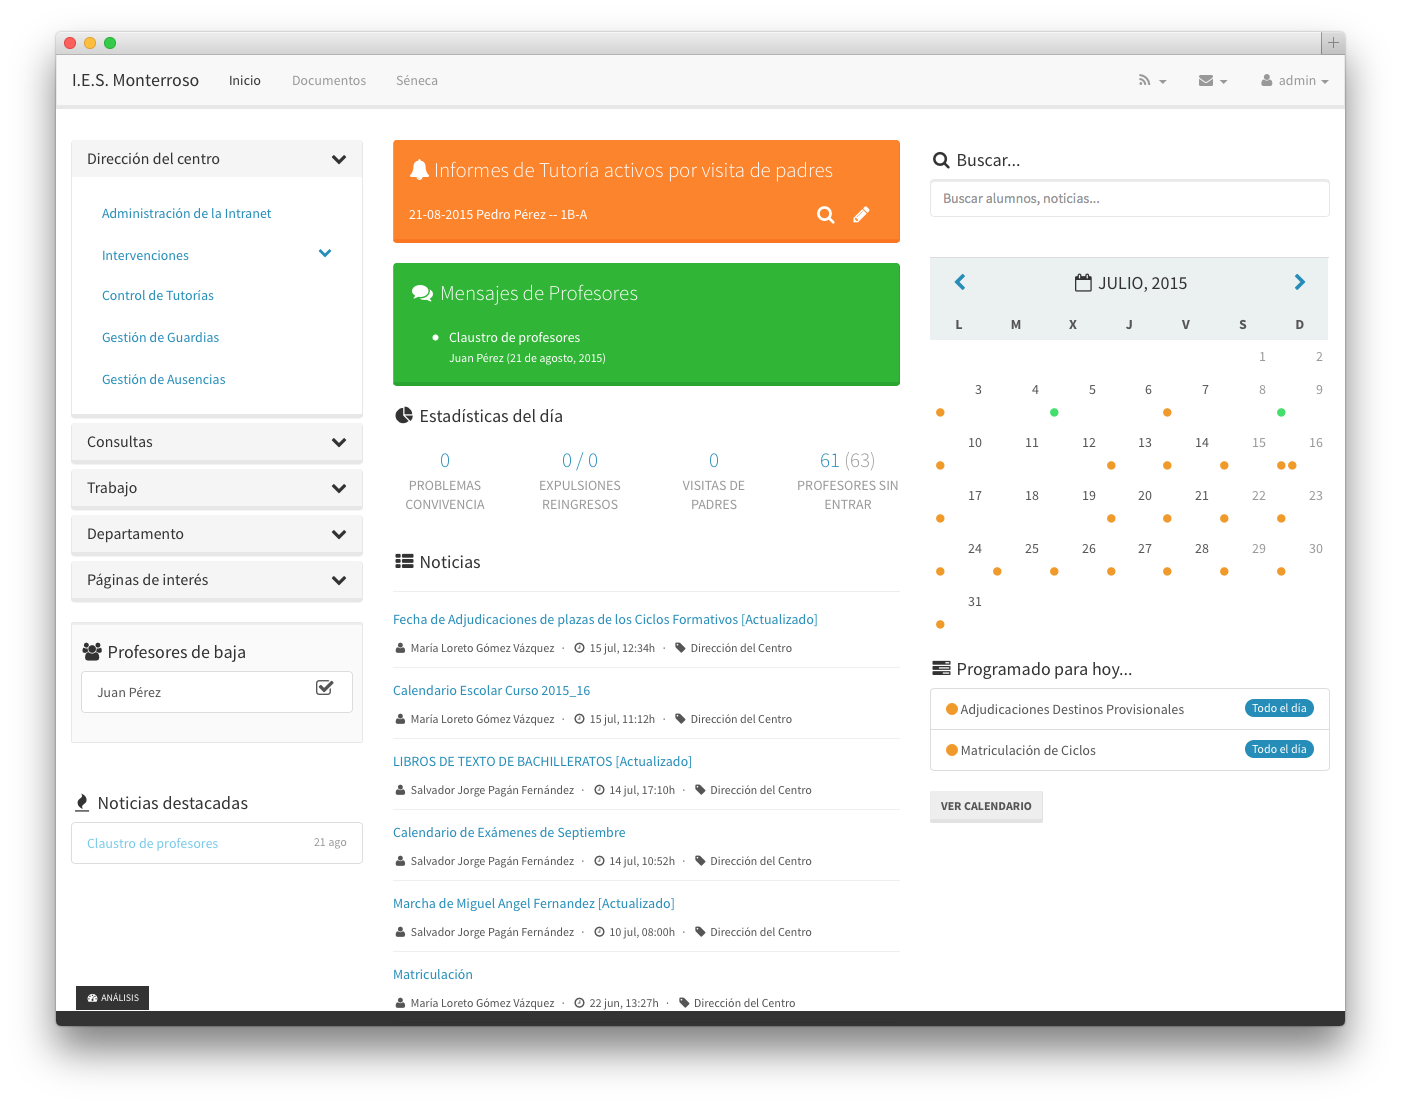 I.E.S. Monterroso Inicio Documentos Séneca admin
Dirección del centro
Administración de la Intranet
Intervenciones
Control de Tutorías
Gestión de Guardias
Gestión de Ausencias
Consultas
Trabajo
Departamento
Páginas de interés
Profesores de baja
Juan Pérez
Noticias destacadas
Claustro de profesores 21 ago
ANÁLISIS
Informes de Tutoría activos por visita de padres
21-08-2015 Pedro Pérez -- 1B-A
Mensajes de Profesores
Claustro de profesores
Juan Pérez (21 de agosto, 2015)
Estadísticas del día
0 0 / 0 0 61 (63)
PROBLEMAS EXPULSIONES VISITAS DE PROFESORES SIN
CONVIVENCIA REINGRESOS PADRES ENTRAR
Noticias
Fecha de Adjudicaciones de plazas de los Ciclos Formativos [Actualizado]
María Loreto Gómez Vázquez · 15 jul, 12:34h · Dirección del Centro
Calendario Escolar Curso 2015_16
María Loreto Gómez Vázquez · 15 jul, 11:12h · Dirección del Centro
LIBROS DE TEXTO DE BACHILLERATOS [Actualizado]
Salvador Jorge Pagán Fernández · 14 jul, 17:10h · Dirección del Centro
Calendario de Exámenes de Septiembre
Salvador Jorge Pagán Fernández · 14 jul, 10:52h · Dirección del Centro
Marcha de Miguel Angel Fernandez [Actualizado]
Salvador Jorge Pagán Fernández · 10 jul, 08:00h · Dirección del Centro
Matriculación
María Loreto Gómez Vázquez · 22 jun, 13:27h · Dirección del Centro
Buscar...
Buscar alumnos, noticias...
JULIO, 2015
L M X J V S D
1 2
3 4 5 6 7 8 9
10 11 12 13 14 15 16
17 18 19 20 21 22 23
24 25 26 27 28 29 30
31
Programado para hoy...
Adjudicaciones Destinos Provisionales Todo el día
Matriculación de Ciclos Todo el día
VER CALENDARIO